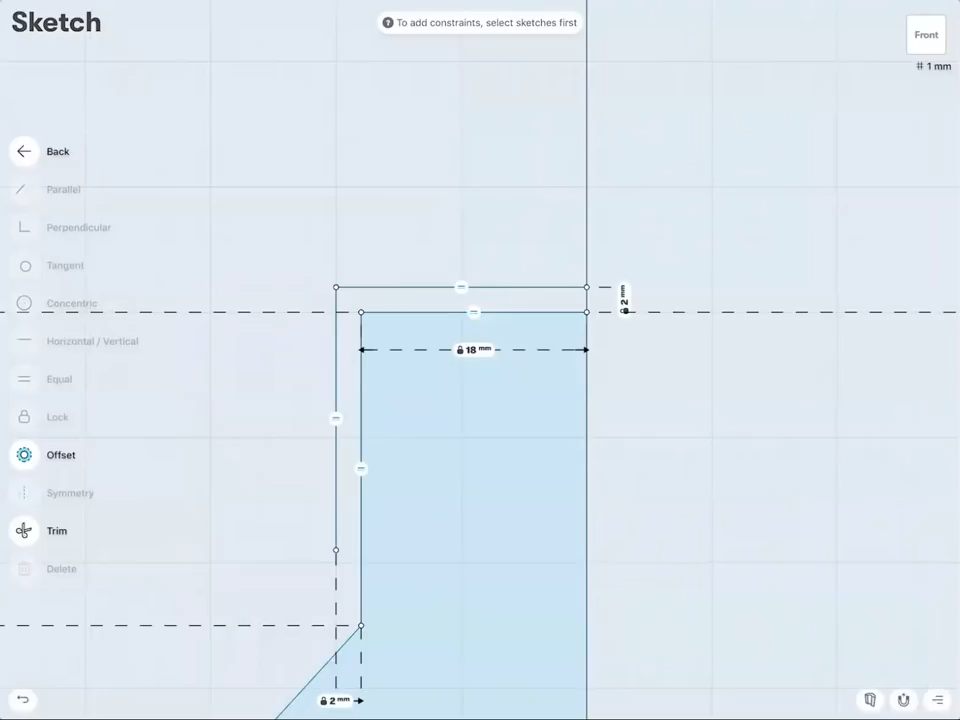 Sketch
To add constraints, select sketches first
Front
1 mm
Back
Parallel
Perpendicular
Tangent
Concentric
Horizontal / Vertical
Equal
Lock
Offset
Symmetry
Trim
Delete
2 mm
18 mm
2 mm